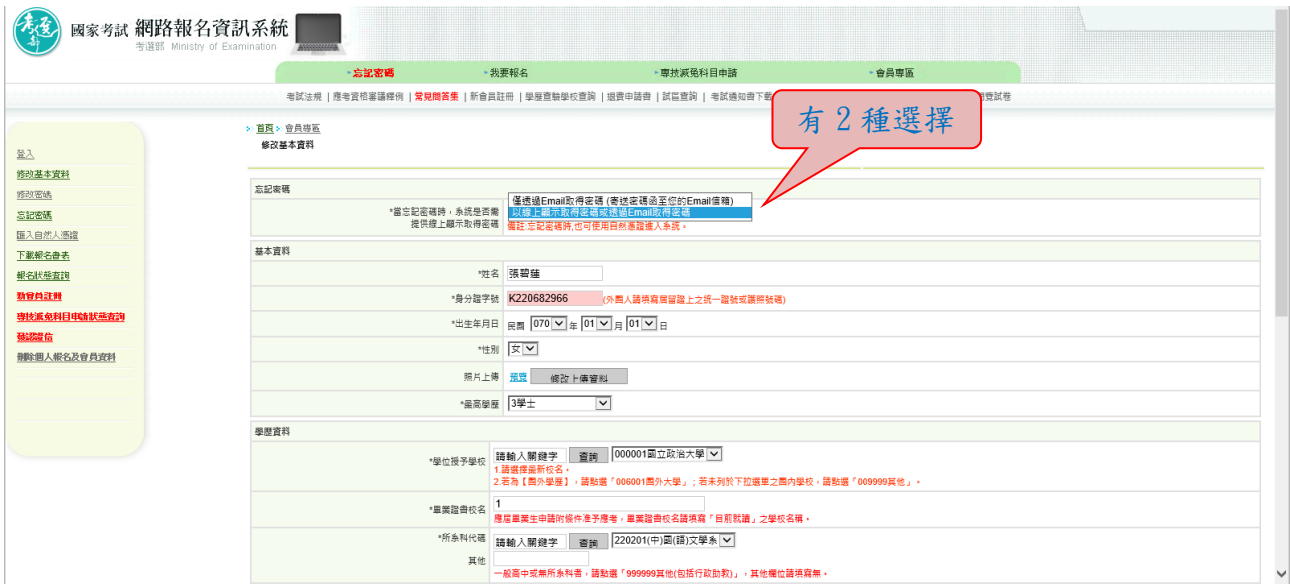 考選部
國家考試 網路報名資訊系統
考選部 Ministry of Examination
忘記密碼 我要報名 專技減免科目申請 會員專區
考試法規 | 應考資格審議釋例 | 常見問答集 | 新會員註冊 | 學歷查驗學校查詢 | 退費申請書 | 試區查詢 | 考試通知書下載
閱覽試卷
有2種選擇
> 首頁> 會員專區
修改基本資料
登入
修改基本資料
修改密碼
忘記密碼
匯入自然人憑證
下載報名書表
報名狀態查詢
新會員註冊
專技減免科目申請狀態查詢
發認證信
刪除個人報名及會員資料
忘記密碼
*當忘記密碼時，系統是否需
提供線上顯示取得密碼
僅透過Email取得密碼 (寄送密碼函至您的Email信箱)
以線上顯示取得密碼或透過Email取得密碼
備註:忘記密碼時,也可使用自然憑證進入系統。
基本資料
*姓名 張碧蓮
*身分證字號 K220682966 (外國人請填寫居留證上之統一證號或護照號碼)
*出生年月日 民國 070 年 01 月 01 日
*性別 女
照片上傳 預覽 修改上傳資料
*最高學歷 3學士
學歷資料
*學位授予學校 請輸入關鍵字 查詢 000001國立政治大學
1.請選擇最新校名。
2.若為【國外學歷】，請點選「006001國外大學」；若未列於下拉選單之國內學校，請點選「009999其他」。
*畢業證書校名 1
應屆畢業生申請附條件准予應考，畢業證書校名請填寫「目前就讀」之學校名稱。
*所系科代碼 請輸入關鍵字 查詢 220201(中)國(語)文學系
其他
一般高中或無所系科者，請點選「999999其他(包括行政助教)」，其他欄位請填寫無。